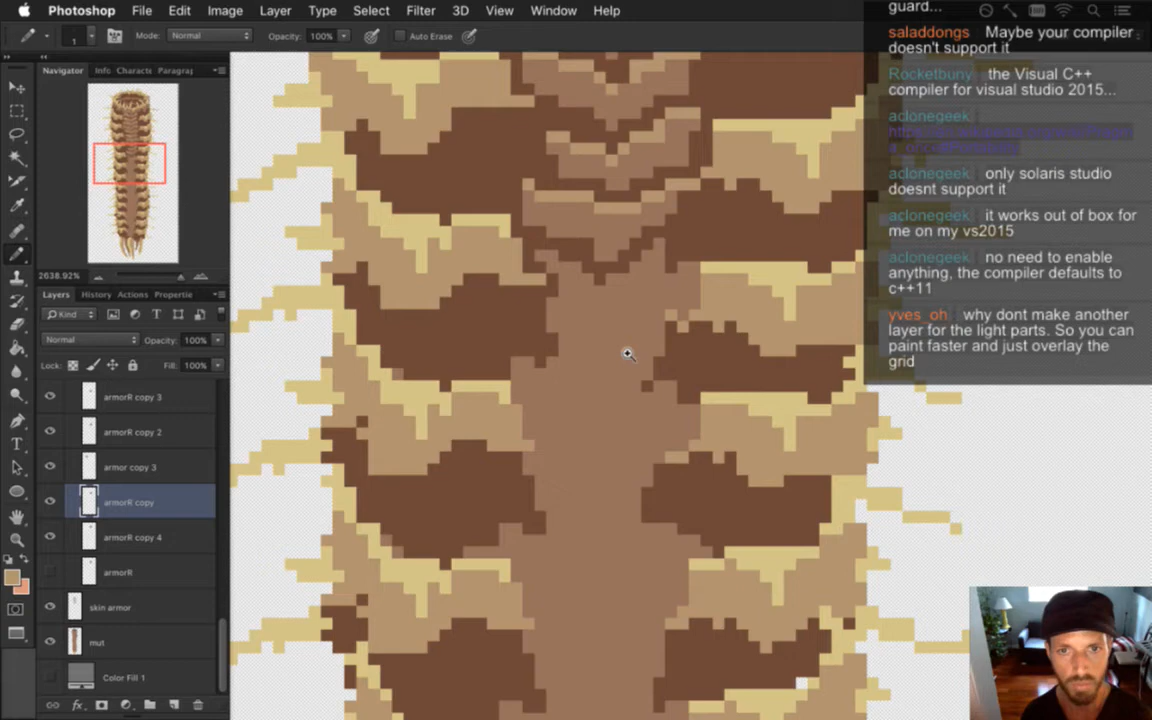 Photoshop File Edit Image Layer Type Select Filter 3D View Window Help
1 Mode: Normal Opacity: 100% Auto Erase
Navigator Info Characte Paragraj
2638.92%
Layers History Actions Propertie
Kind
Normal Opacity: 100%
Lock: Fill: 100%
armorR copy 3
armorR copy 2
armor copy 3
armorR copy
armorR copy 4
armorR
skin armor
mut
Color Fill 1
guard...
saladdongs Maybe your compiler
doesn't support it
Rocketbuny the Visual C++
compiler for visual studio 2015...
aclonegeek
aclonegeek only solaris studio
doesnt support it
aclonegeek it works out of box for
me on my vs2015
aclonegeek no need to enable
anything, the compiler defaults to
c++11
yves_oh why dont make another
layer for the light parts. So you can
paint faster and just overlay the
grid